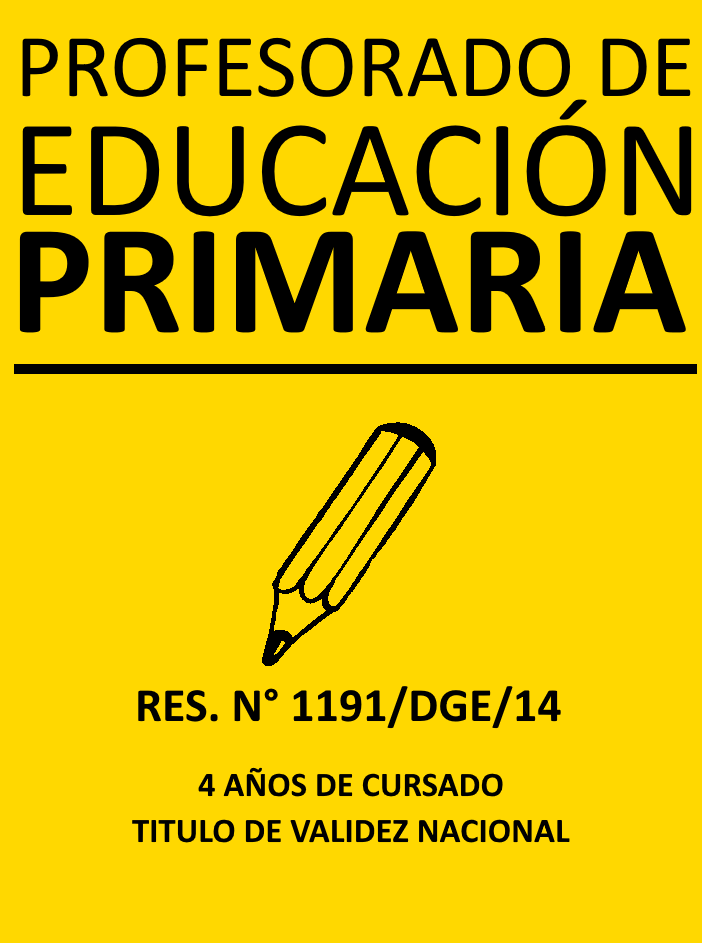 PROFESORADO DE
EDUCACIÓN
PRIMARIA
RES. N° 1191/DGE/14
4 AÑOS DE CURSADO
TITULO DE VALIDEZ NACIONAL